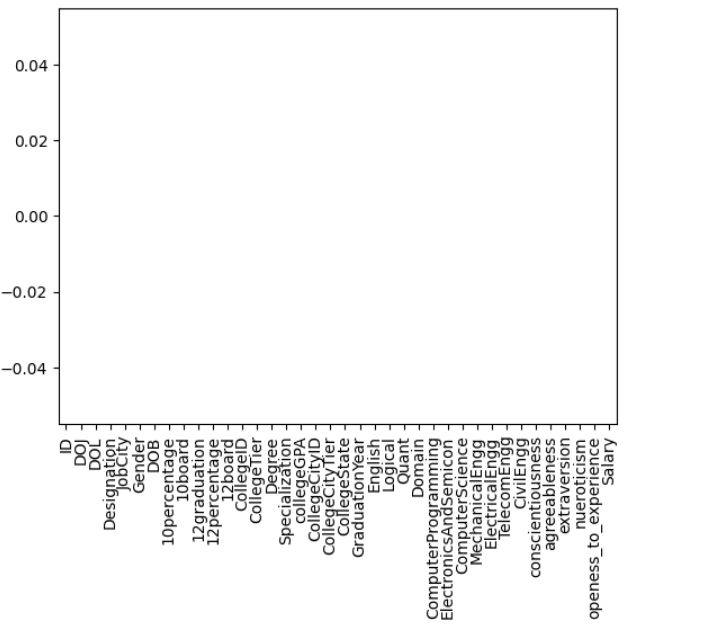 0.04
0.02
0.00
−0.02
−0.04
ID
DOJ
DOL
Designation
JobCity
Gender
DOB
10percentage
10board
12graduation
12percentage
12board
CollegeID
CollegeTier
Degree
Specialization
collegeGPA
CollegeCityID
CollegeCityTier
CollegeState
GraduationYear
English
Logical
Quant
Domain
ComputerProgramming
ElectronicsAndSemicon
ComputerScience
MechanicalEngg
ElectricalEngg
TelecomEngg
CivilEngg
conscientiousness
agreeableness
extraversion
nueroticism
openess_to_experience
Salary